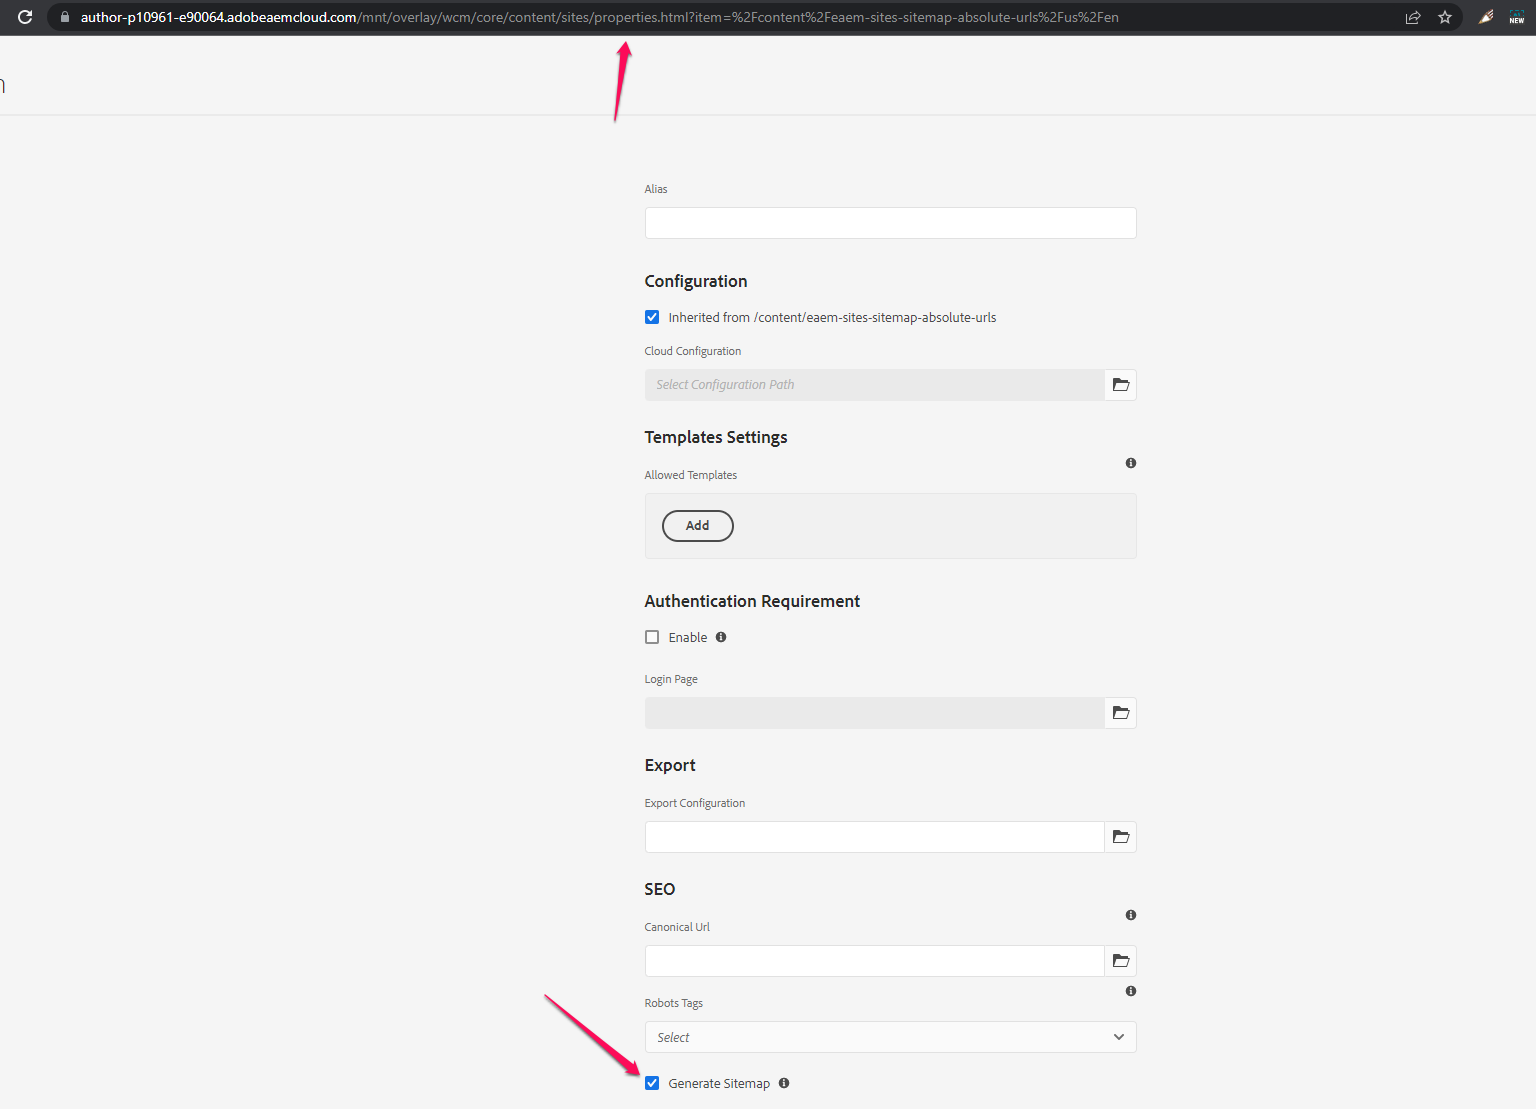 author-p10961-e90064.adobeaemcloud.com/mnt/overlay/wcm/core/content/sites/properties.html?item=%2Fcontent%2Feaem-sites-sitemap-absolute-urls%2Fus%2Fen
NEW
Alias
Configuration
Inherited from /content/eaem-sites-sitemap-absolute-urls
Cloud Configuration
Select Configuration Path
Templates Settings
Allowed Templates
Add
Authentication Requirement
Enable
Login Page
Export
Export Configuration
SEO
Canonical Url
Robots Tags
Select
Generate Sitemap